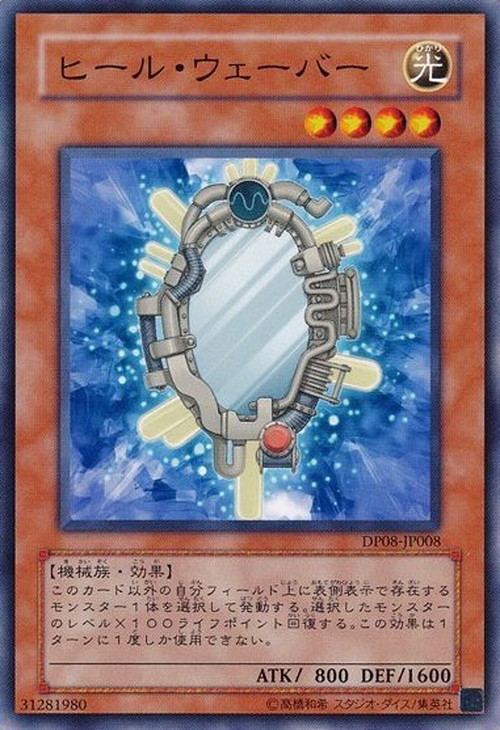 ヒール・ウェーバー
光
DP08-JP008
【機械族・効果】
このカード以外の自分フィールド上に表側表示で存在する
モンスター1体を選択して発動する。選択したモンスター
のレベル×100ライフポイント回復する。この効果は1
ターンに1度しか使用できない。
ATK/ 800 DEF/1600
31281980
©高橋和希 スタジオ・ダイス/集英社